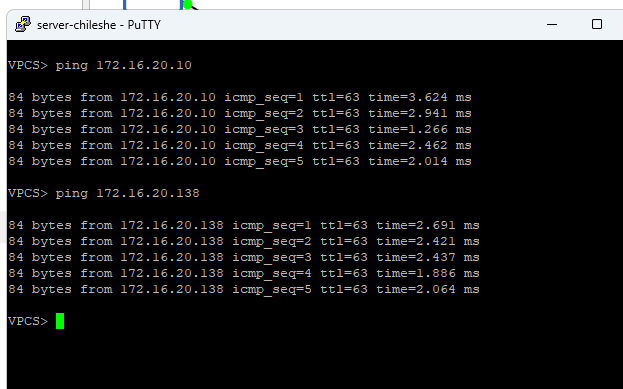 server-chileshe - PuTTY
VPCS> ping 172.16.20.10
84 bytes from 172.16.20.10 icmp_seq=1 ttl=63 time=3.624 ms
84 bytes from 172.16.20.10 icmp_seq=2 ttl=63 time=2.941 ms
84 bytes from 172.16.20.10 icmp_seq=3 ttl=63 time=1.266 ms
84 bytes from 172.16.20.10 icmp_seq=4 ttl=63 time=2.462 ms
84 bytes from 172.16.20.10 icmp_seq=5 ttl=63 time=2.014 ms
VPCS> ping 172.16.20.138
84 bytes from 172.16.20.138 icmp_seq=1 ttl=63 time=2.691 ms
84 bytes from 172.16.20.138 icmp_seq=2 ttl=63 time=2.421 ms
84 bytes from 172.16.20.138 icmp_seq=3 ttl=63 time=2.437 ms
84 bytes from 172.16.20.138 icmp_seq=4 ttl=63 time=1.886 ms
84 bytes from 172.16.20.138 icmp_seq=5 ttl=63 time=2.064 ms
VPCS>